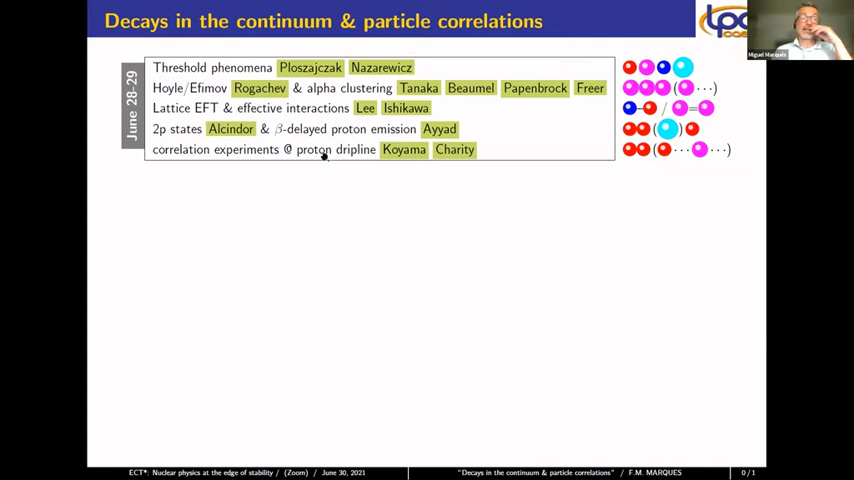 Decays in the continuum & particle correlations
LPC
Miguel Marqués
June 28-29
Threshold phenomena Ploszajczak Nazarewicz
Hoyle/Efimov Rogachev & alpha clustering Tanaka Beaumel Papenbrock Freer
Lattice EFT & effective interactions Lee Ishikawa
2p states Alcindor & β-delayed proton emission Ayyad
correlation experiments @ proton dripline Koyama Charity
ECT*: Nuclear physics at the edge of stability / (Zoom) / June 30, 2021
"Decays in the continuum & particle correlations" / F.M. MARQUES
0/1